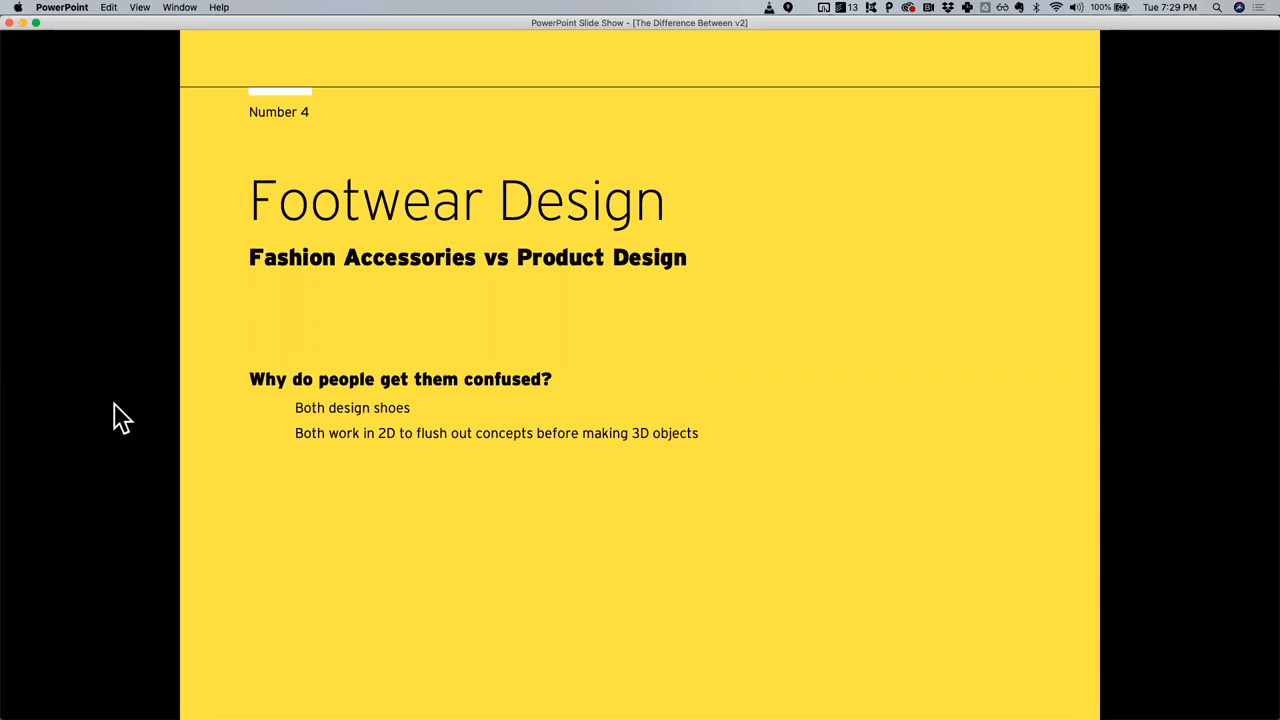 PowerPoint Edit View Window Help
13 100% Tue 7:29 PM
PowerPoint Slide Show - [The Difference Between v2]
Number 4
Footwear Design
Fashion Accessories vs Product Design
Why do people get them confused?
Both design shoes
Both work in 2D to flush out concepts before making 3D objects